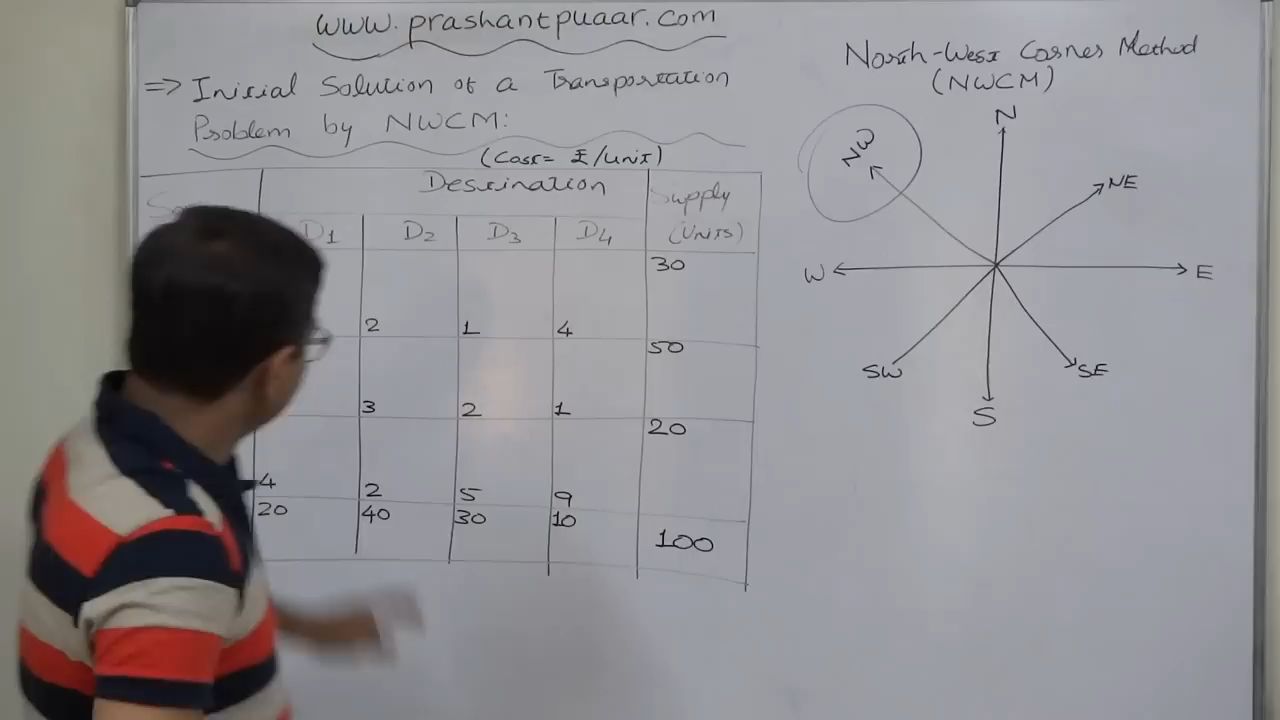 www.prashantpuaar.com
⇒ Initial Solution of a Transportation
Problem by NWCM:
(Cost= ₹/Unit)
Destination
Supply
(Units)
D1 D2 D3 D4
30
2 1 4
50
3 2 1
20
4 2 5 9
20 40 30 10
100
North-West Corner Method
(NWCM)
N
NW
NE
W
E
SW
SE
S